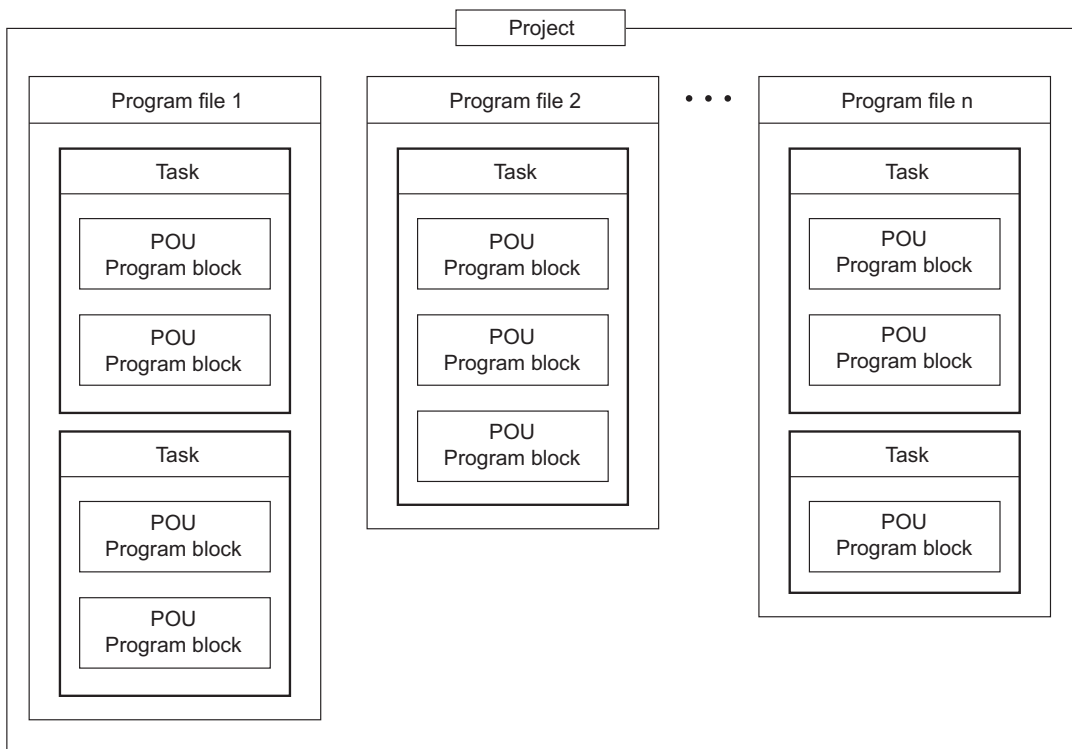 Project
Program file 1
Task
POU
Program block
POU
Program block
Task
POU
Program block
POU
Program block
Program file 2
Task
POU
Program block
POU
Program block
POU
Program block
• • •
Program file n
Task
POU
Program block
POU
Program block
Task
POU
Program block